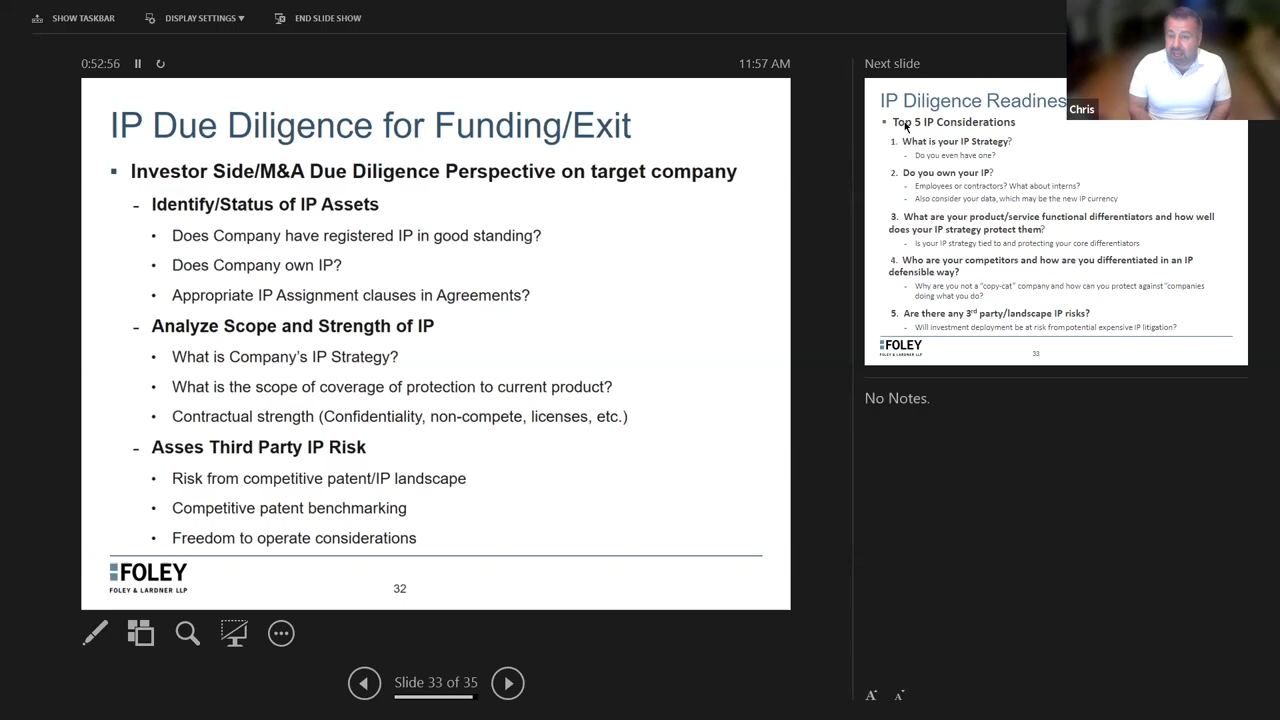 SHOW TASKBAR
DISPLAY SETTINGS ▼
END SLIDE SHOW
0:52:56
11:57 AM
IP Due Diligence for Funding/Exit
▪ Investor Side/M&A Due Diligence Perspective on target company
- Identify/Status of IP Assets
• Does Company have registered IP in good standing?
• Does Company own IP?
• Appropriate IP Assignment clauses in Agreements?
- Analyze Scope and Strength of IP
• What is Company's IP Strategy?
• What is the scope of coverage of protection to current product?
• Contractual strength (Confidentiality, non-compete, licenses, etc.)
- Asses Third Party IP Risk
• Risk from competitive patent/IP landscape
• Competitive patent benchmarking
• Freedom to operate considerations
FOLEY
FOLEY & LARDNER LLP
32
Slide 33 of 35
Next slide
Chris
IP Diligence Readines
▪ Top 5 IP Considerations
1. What is your IP Strategy?
- Do you even have one?
2. Do you own your IP?
- Employees or contractors? What about interns?
- Also consider your data, which may be the new IP currency
3. What are your product/service functional differentiators and how well
does your IP strategy protect them?
- Is your IP strategy tied to and protecting your core differentiators
4. Who are your competitors and how are you differentiated in an IP
defensible way?
- Why are you not a "copy-cat" company and how can you protect against "companies
doing what you do?
5. Are there any 3rd party/landscape IP risks?
- Will investment deployment be at risk from potential expensive IP litigation?
FOLEY
FOLEY & LARDNER LLP
33
No Notes.
A A